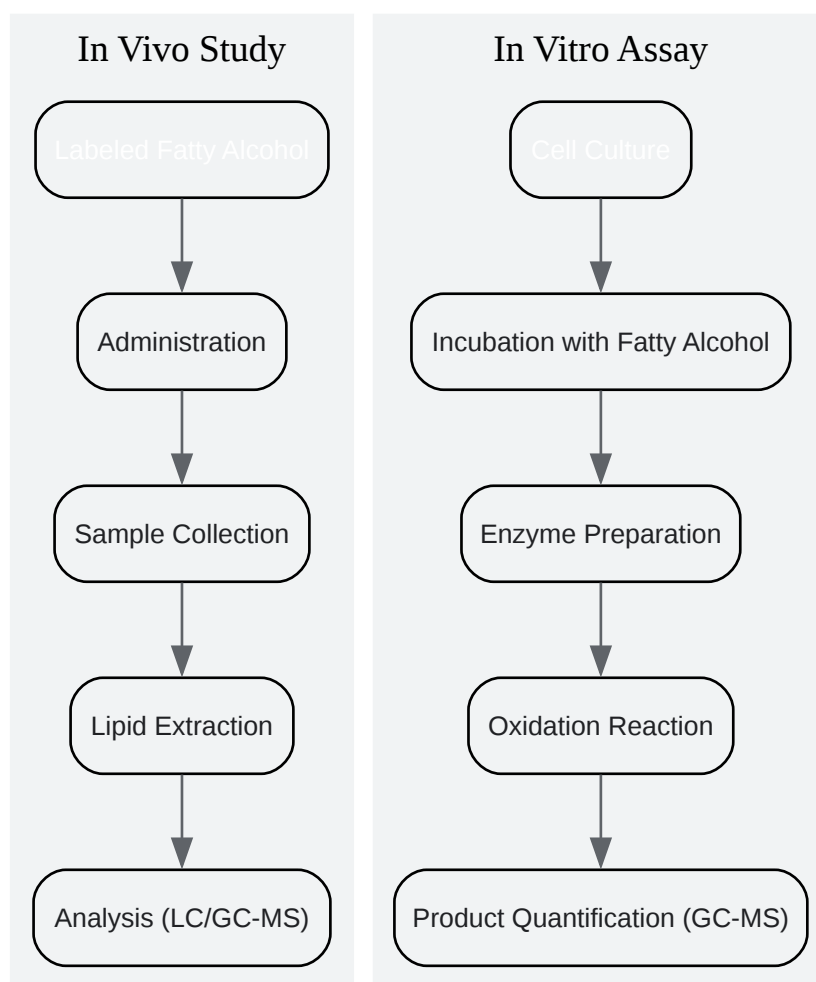 In Vivo Study
Labeled Fatty Alcohol
Administration
Sample Collection
Lipid Extraction
Analysis (LC/GC-MS)
In Vitro Assay
Cell Culture
Incubation with Fatty Alcohol
Enzyme Preparation
Oxidation Reaction
Product Quantification (GC-MS)